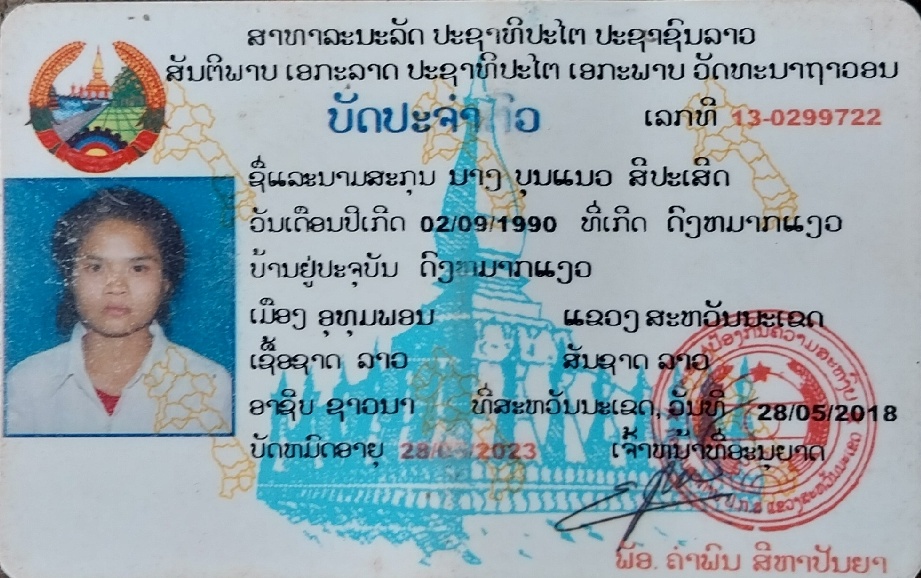 ສາທາລະນະລັດ ປະຊາທິປະໄຕ ປະຊາຊົນລາວ
ສັນຕິພາບ ເອກະລາດ ປະຊາທິປະໄຕ ເອກະພາບ ວັດທະນາຖາວອນ
ບັດປະຈຳຕົວ ເລກທີ 13-0299722
ຊື່ແລະນາມສະກຸນ ນາງ ບຸນແນວ ສີປະເສີດ
ວັນເດືອນປີເກີດ 02/09/1990 ທີ່ເກີດ ດົງຫມາກແງວ
ບ້ານຢູ່ປະຈຸບັນ ດົງຫມາກແງວ
ເມືອງ ອຸທຸມພອນ ແຂວງ ສະຫວັນນະເຂດ
ເຊື້ອຊາດ ລາວ ສັນຊາດ ລາວ
ອາຊີບ ຊາວນາ ທີ່ສະຫວັນນະເຂດ, ວັນທີ 28/05/2018
ບັດຫມົດອາຍຸ 28/05/2023 ເຈົ້າຫນ້າທີ່ອະນຸຍາດ
ພັອ. ຄຳພົນ ສີຫາປັນຍາ